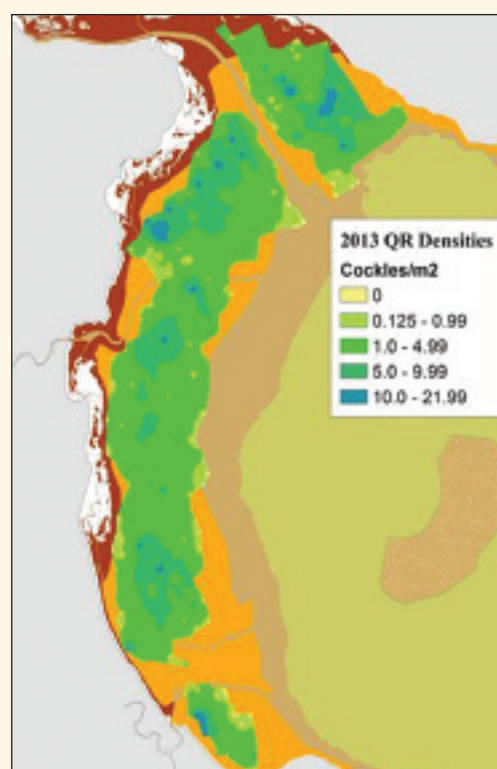 2013 QR Densities
Cockles/m2
0
0.125 - 0.99
1.0 - 4.99
5.0 - 9.99
10.0 - 21.99